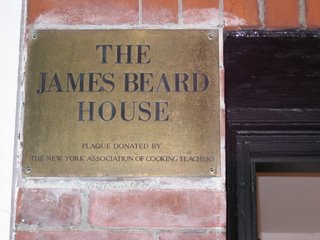 THE
JAMES BEARD
HOUSE
PLAQUE DONATED BY
THE NEW YORK ASSOCIATION OF COOKING TEACHERS